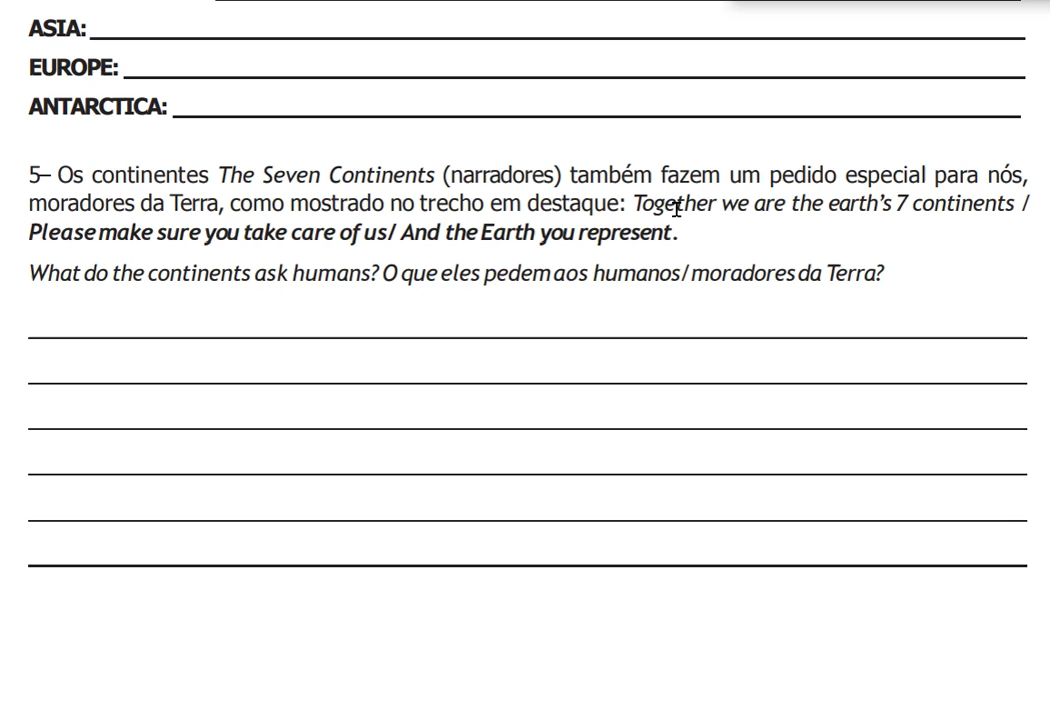 ASIA:
EUROPE:
ANTARCTICA:
5– Os continentes The Seven Continents (narradores) também fazem um pedido especial para nós,
moradores da Terra, como mostrado no trecho em destaque: Together we are the earth's 7 continents /
Please make sure you take care of us/ And the Earth you represent.
What do the continents ask humans? O que eles pedem aos humanos/moradores da Terra?